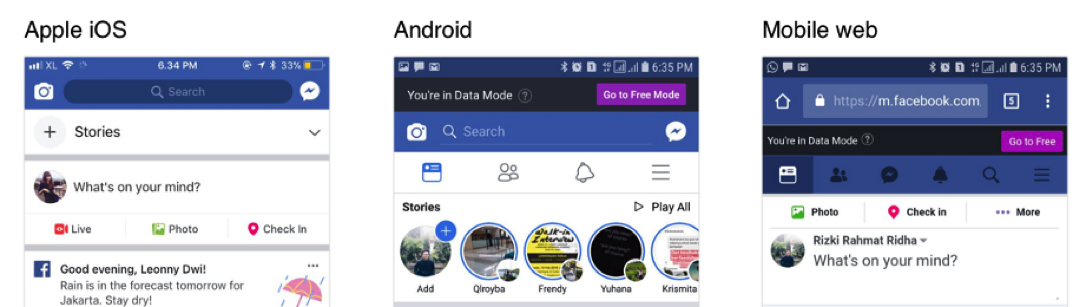 Apple iOS
XL 6.34 PM 33%
Search
Stories
What's on your mind?
Live Photo Check In
Good evening, Leonny Dwi!
Rain is in the forecast tomorrow for
Jakarta. Stay dry!
Android
6:35 PM
You're in Data Mode ? Go to Free Mode
Search
Stories Play All
walk-in
Interview
Add Qlroyba Frendy Yuhana Krismita
Mobile web
6:35 PM
https://m.facebook.com 5
You're in Data Mode ? Go to Free
Photo Check in More
Rizki Rahmat Ridha
What's on your mind?